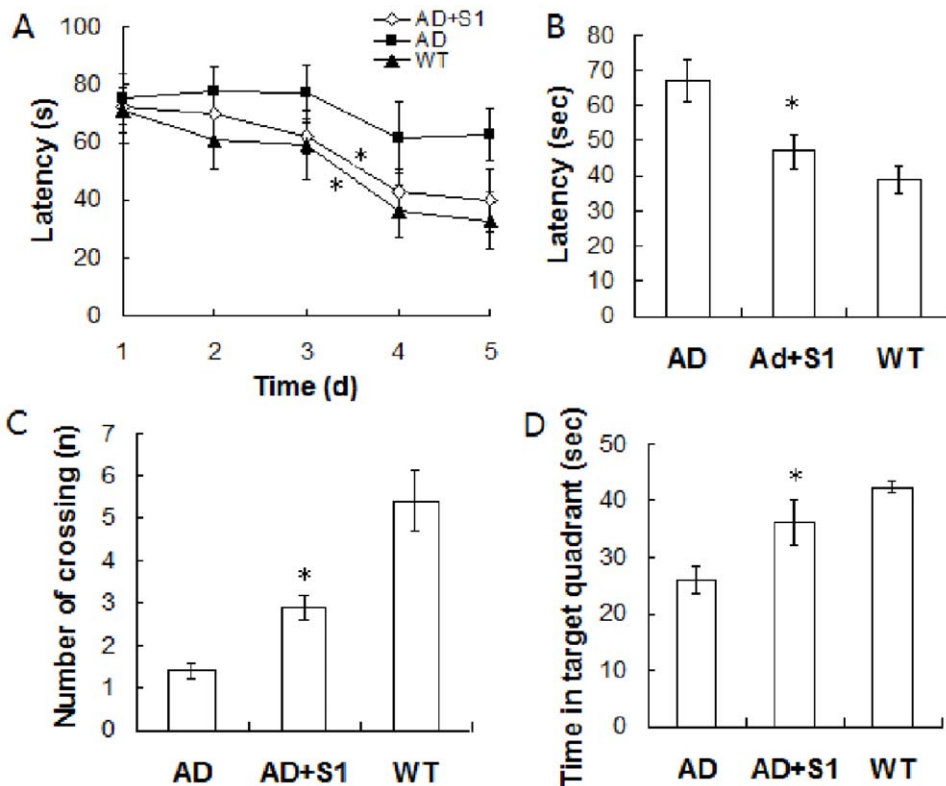 A
AD+S1
AD
WT
Latency (s)
100
80
60
40
20
0
*
*
1 2 3 4 5
Time (d)
B
Latency (sec)
80
70
60
50
40
30
20
10
0
*
AD Ad+S1 WT
C
Number of crossing (n)
7
6
5
4
3
2
1
0
*
AD AD+S1 WT
D
Time in target quadrant (sec)
50
40
30
20
10
0
*
AD AD+S1 WT